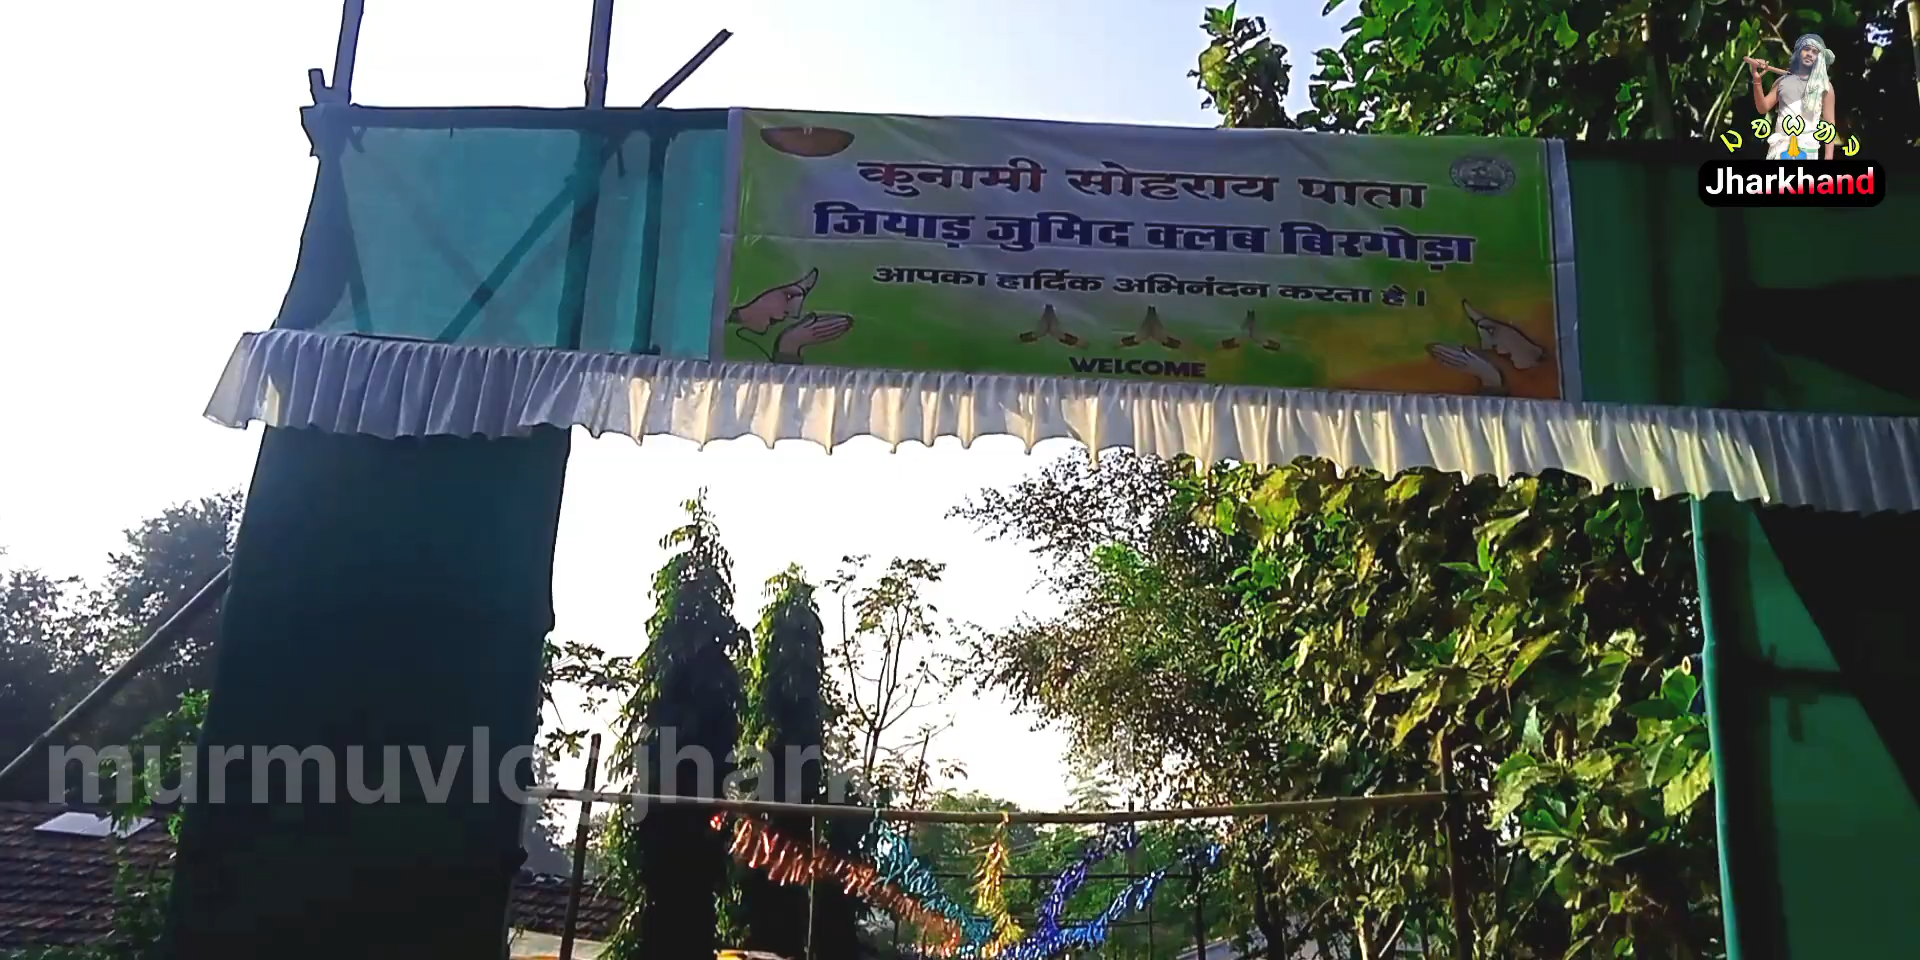 कुनामी सोहराय पाता
जियाड़ जुमिद क्लब बिरगोड़ा
आपका हार्दिक अभिनंदन करता हे।
WELCOME
Jharkhand